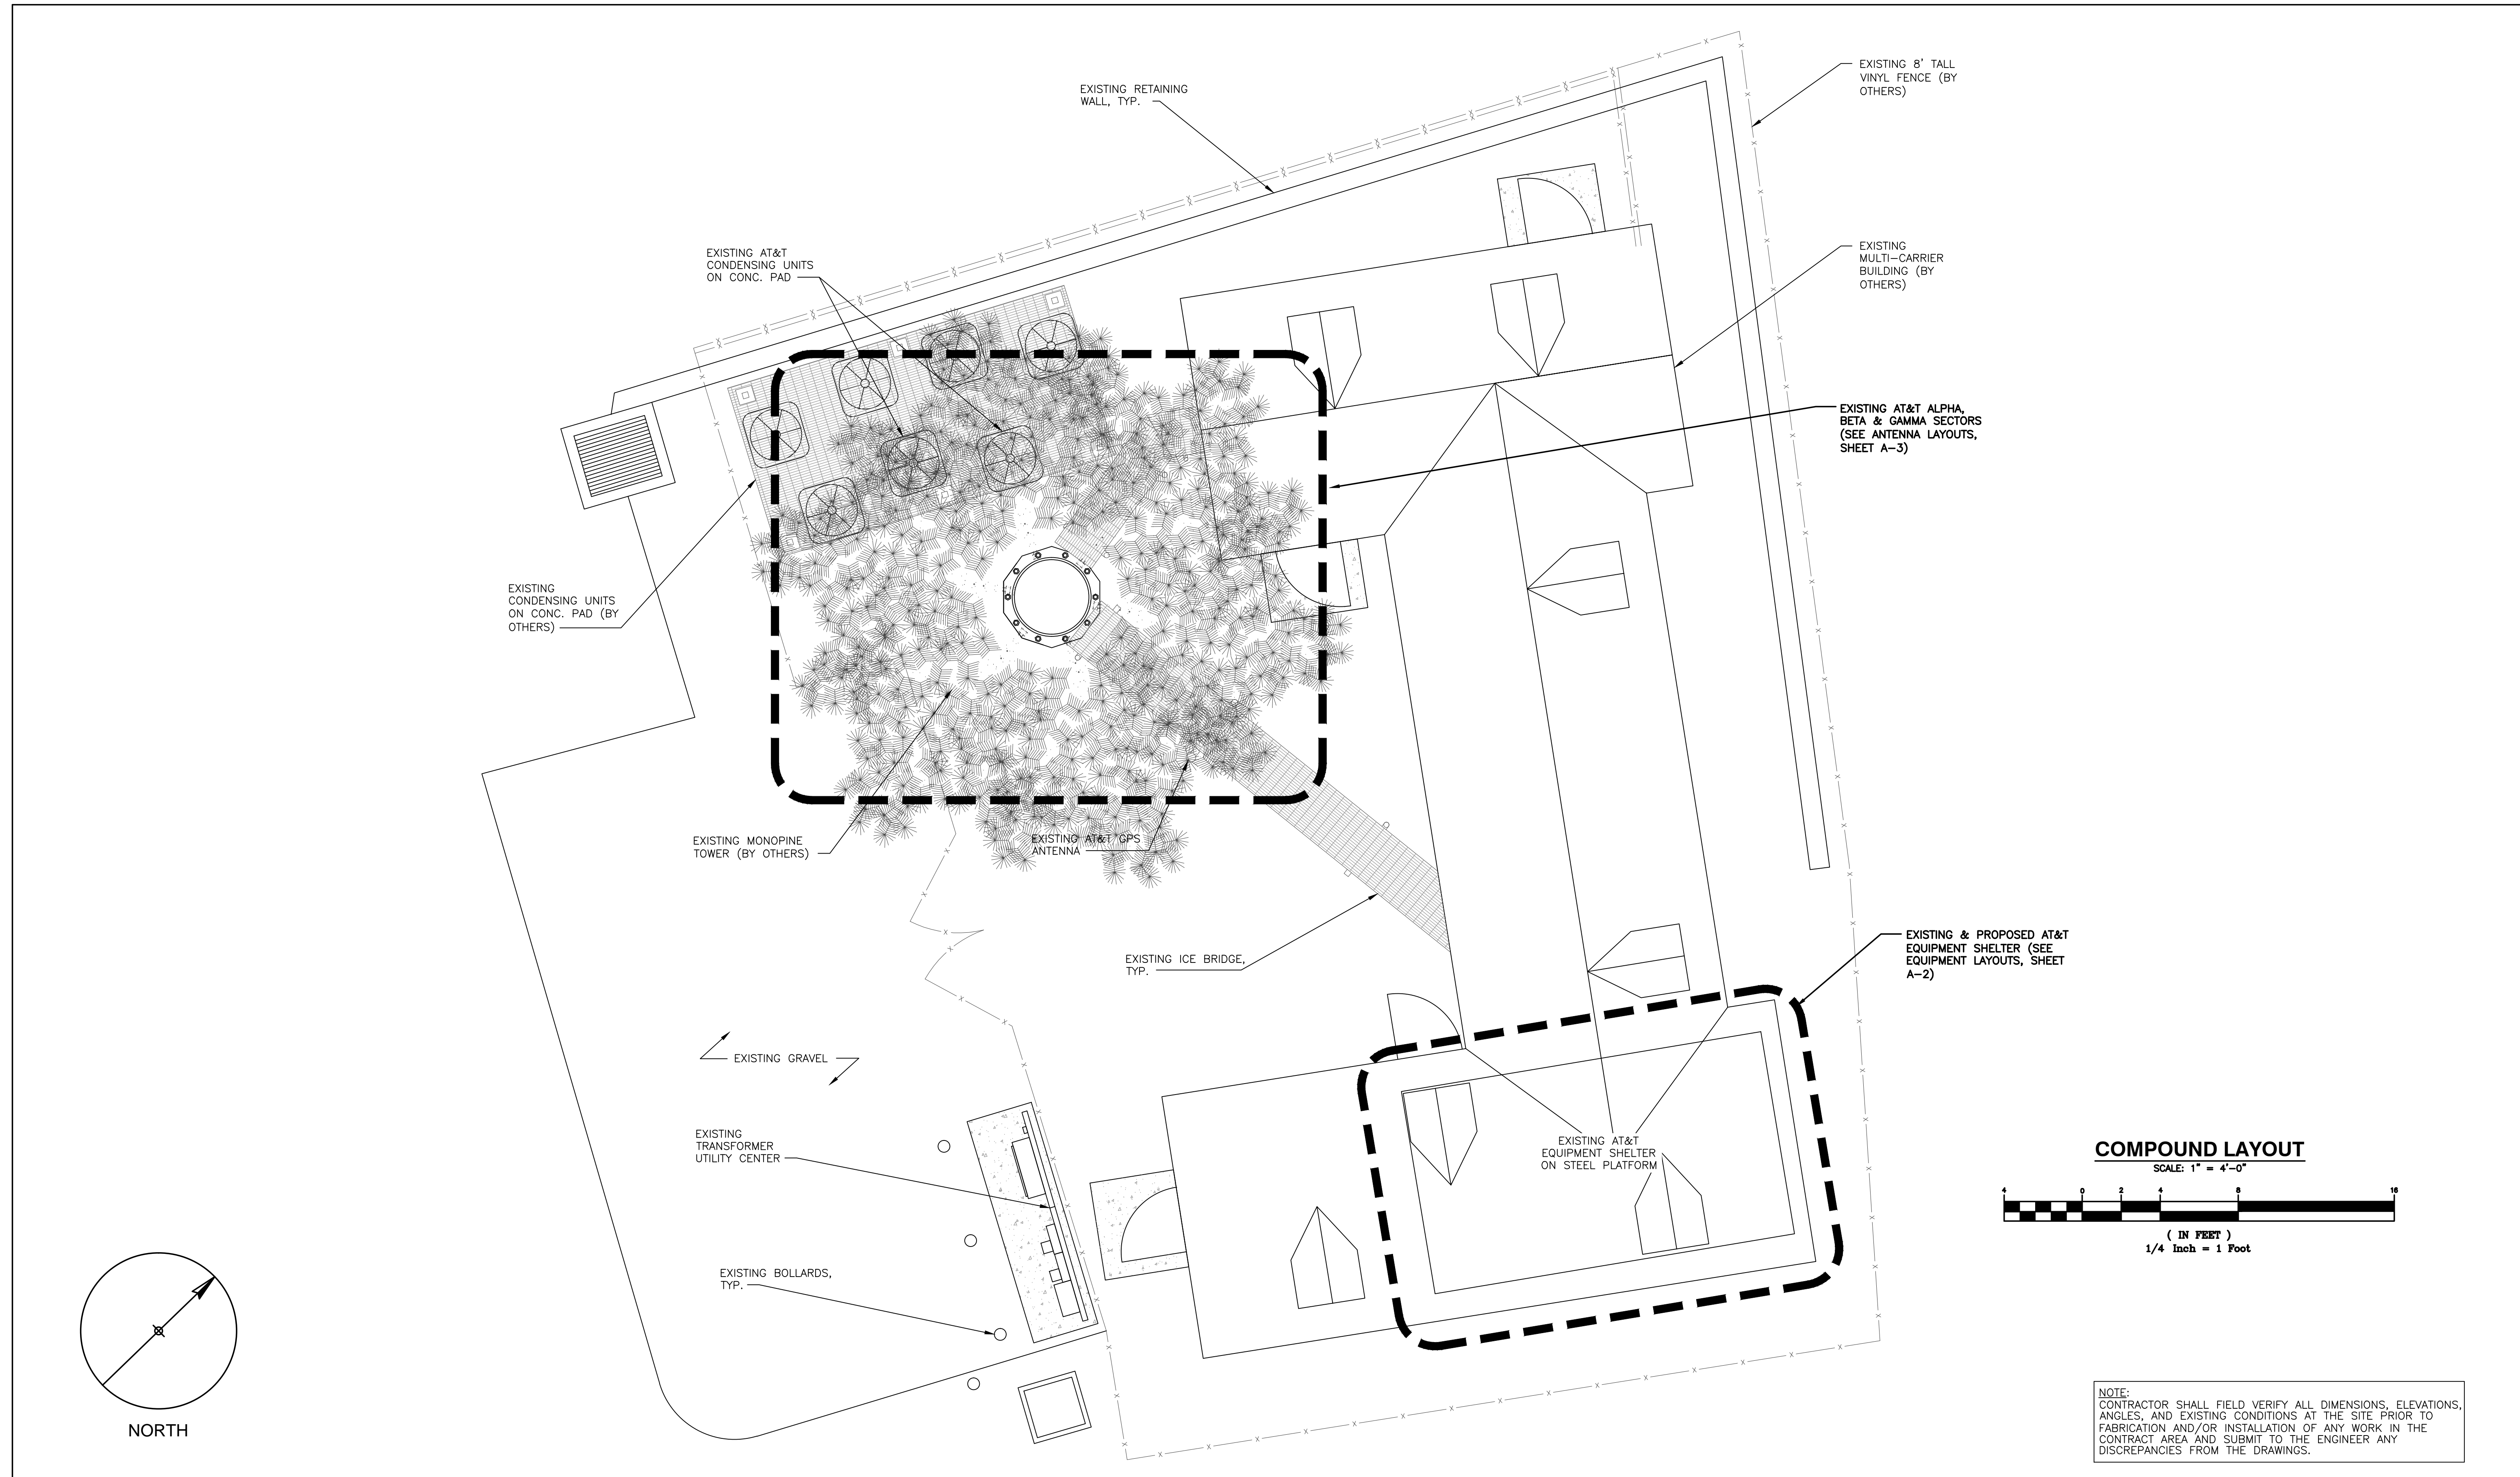 EXISTING 8' TALL
VINYL FENCE (BY
OTHERS)
EXISTING RETAINING
WALL, TYP.
EXISTING AT&T
CONDENSING UNITS
ON CONC. PAD
EXISTING
MULTI-CARRIER
BUILDING (BY
OTHERS)
EXISTING AT&T ALPHA,
BETA & GAMMA SECTORS
(SEE ANTENNA LAYOUTS,
SHEET A-3)
EXISTING
CONDENSING UNITS
ON CONC. PAD (BY
OTHERS)
EXISTING MONOPINE
TOWER (BY OTHERS)
EXISTING AT&T GPS
ANTENNA
EXISTING ICE BRIDGE,
TYP.
EXISTING & PROPOSED AT&T
EQUIPMENT SHELTER (SEE
EQUIPMENT LAYOUTS, SHEET
A-2)
EXISTING GRAVEL
EXISTING
TRANSFORMER
UTILITY CENTER
EXISTING AT&T
EQUIPMENT SHELTER
ON STEEL PLATFORM
EXISTING BOLLARDS,
TYP.
COMPOUND LAYOUT
SCALE: 1" = 4'-0"
4 0 2 4 8 16
( IN FEET )
1/4 Inch = 1 Foot
NORTH
NOTE:
CONTRACTOR SHALL FIELD VERIFY ALL DIMENSIONS, ELEVATIONS,
ANGLES, AND EXISTING CONDITIONS AT THE SITE PRIOR TO
FABRICATION AND/OR INSTALLATION OF ANY WORK IN THE
CONTRACT AREA AND SUBMIT TO THE ENGINEER ANY
DISCREPANCIES FROM THE DRAWINGS.